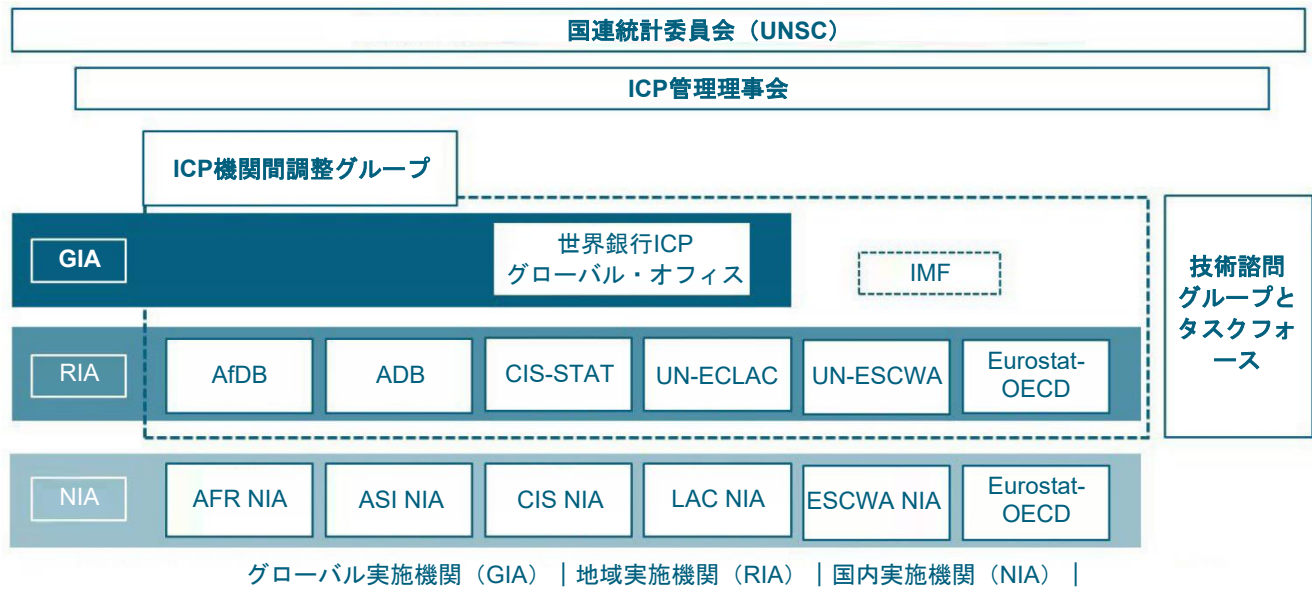 国連統計委員会（UNSC）
ICP管理理事会
ICP機関間調整グループ
GIA
世界銀行ICP
グローバル・オフィス
IMF
技術諮問
グループと
タスクフォ
ース
RIA
AfDB
ADB
CIS-STAT
UN-ECLAC
UN-ESCWA
Eurostat-
OECD
NIA
AFR NIA
ASI NIA
CIS NIA
LAC NIA
ESCWA NIA
Eurostat-
OECD
グローバル実施機関（GIA）｜地域実施機関（RIA）｜国内実施機関（NIA）｜